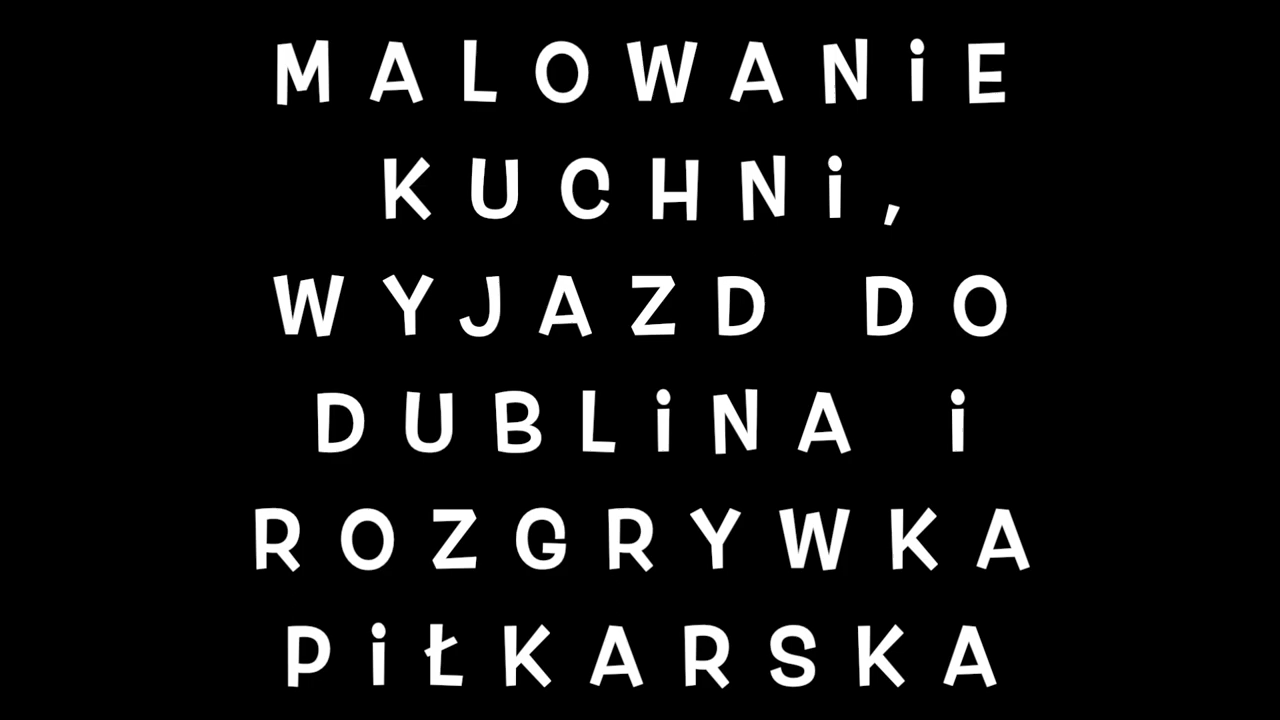 MALOWANiE
KUCHNi,
WYJAZD DO
DUBLiNA i
ROZGRYWKA
PiŁKARSKA